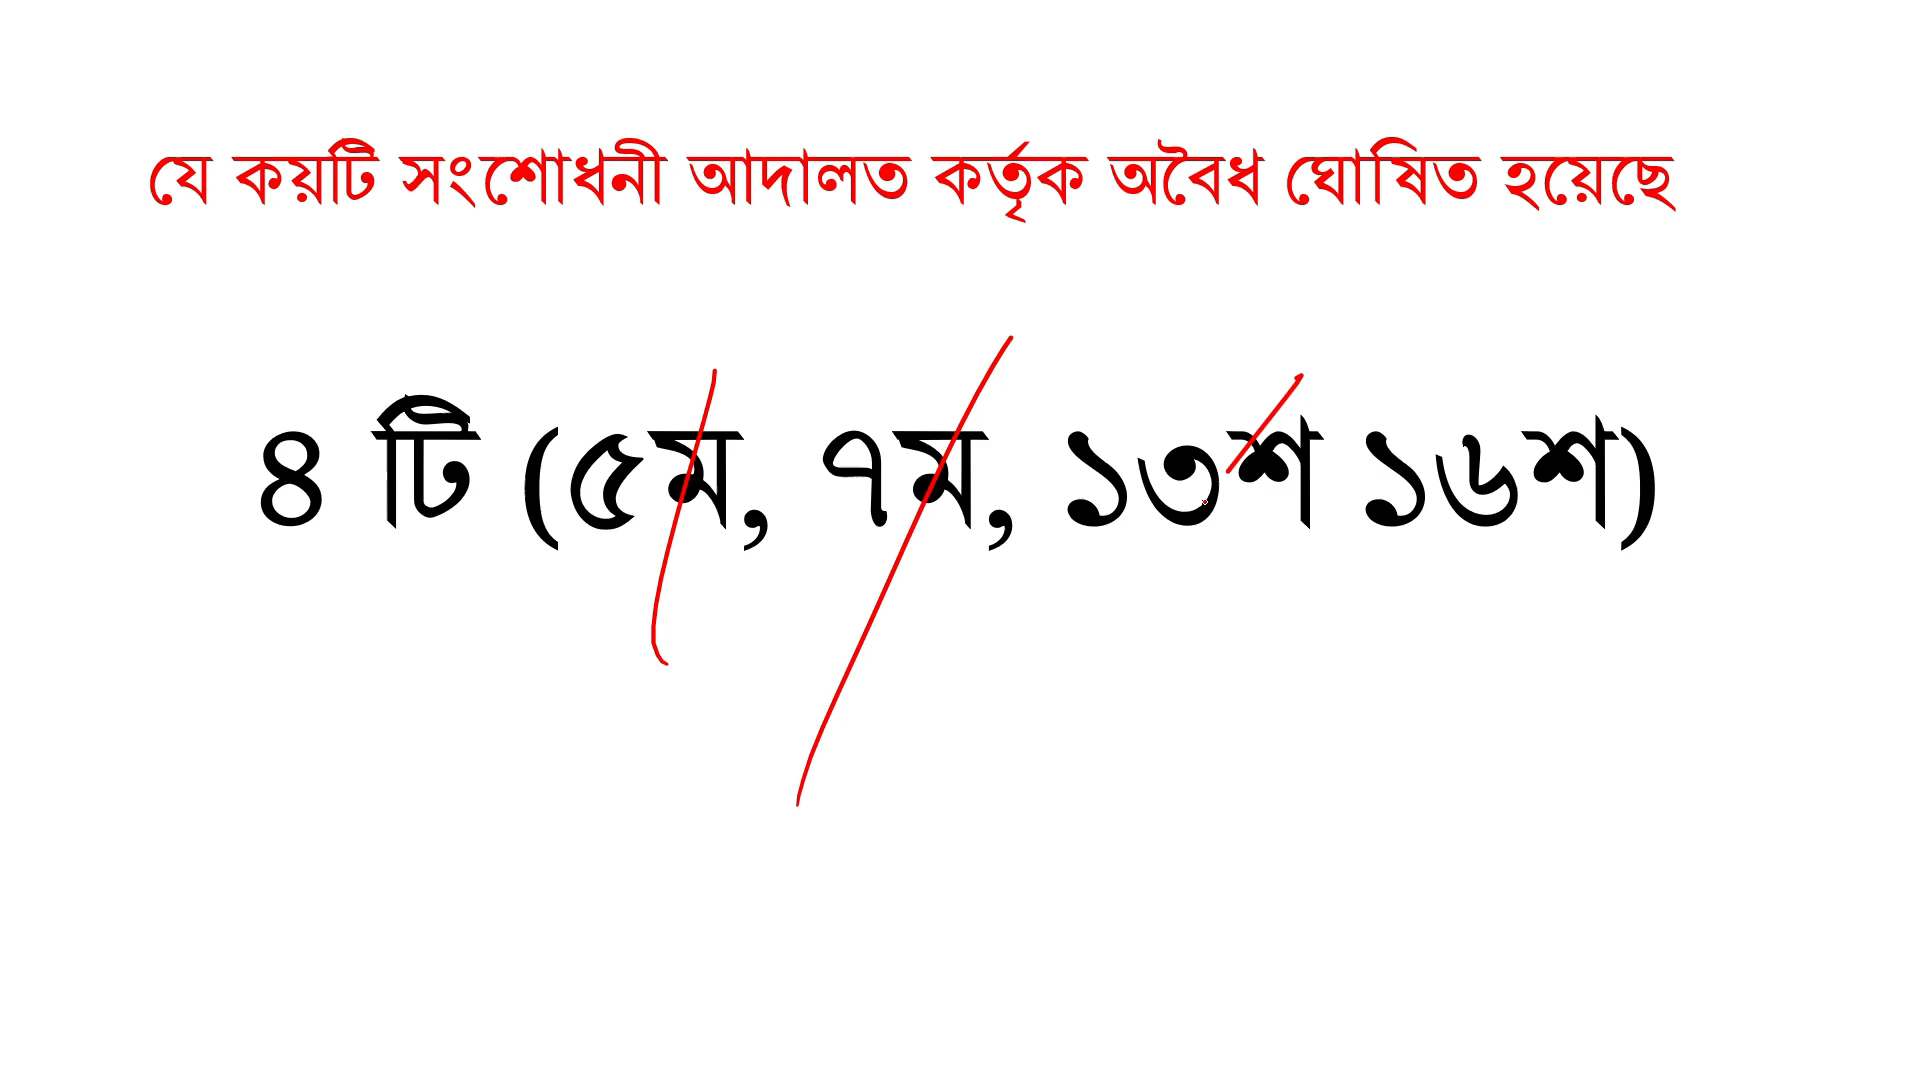 যে কয়টি সংশোধনী আদালত কর্তৃক অবৈধ ঘোষিত হয়েছে
৪ টি (৫ম, ৭ম, ১৩শ ১৬শ)